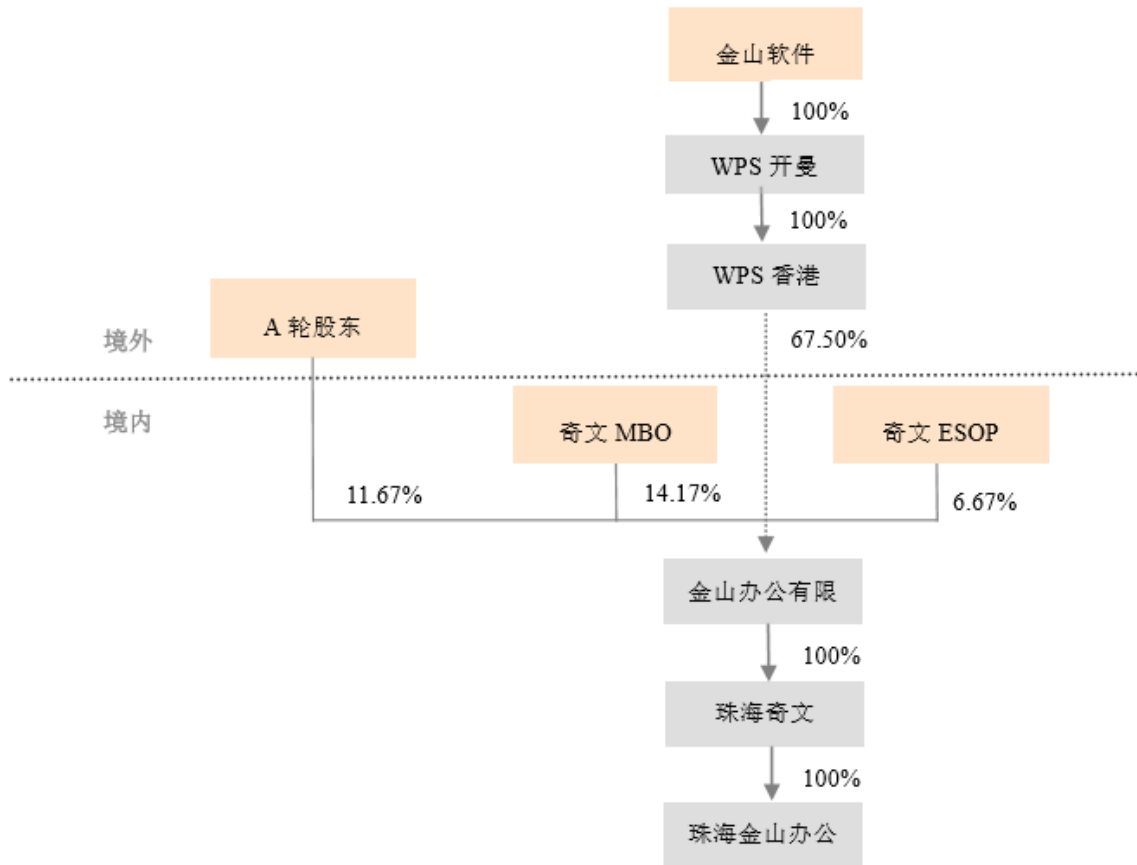 金山软件
100%
WPS 开曼
100%
WPS 香港
A 轮股东
境外
67.50%
境内
奇文 MBO
奇文 ESOP
11.67%
14.17%
6.67%
金山办公有限
100%
珠海奇文
100%
珠海金山办公